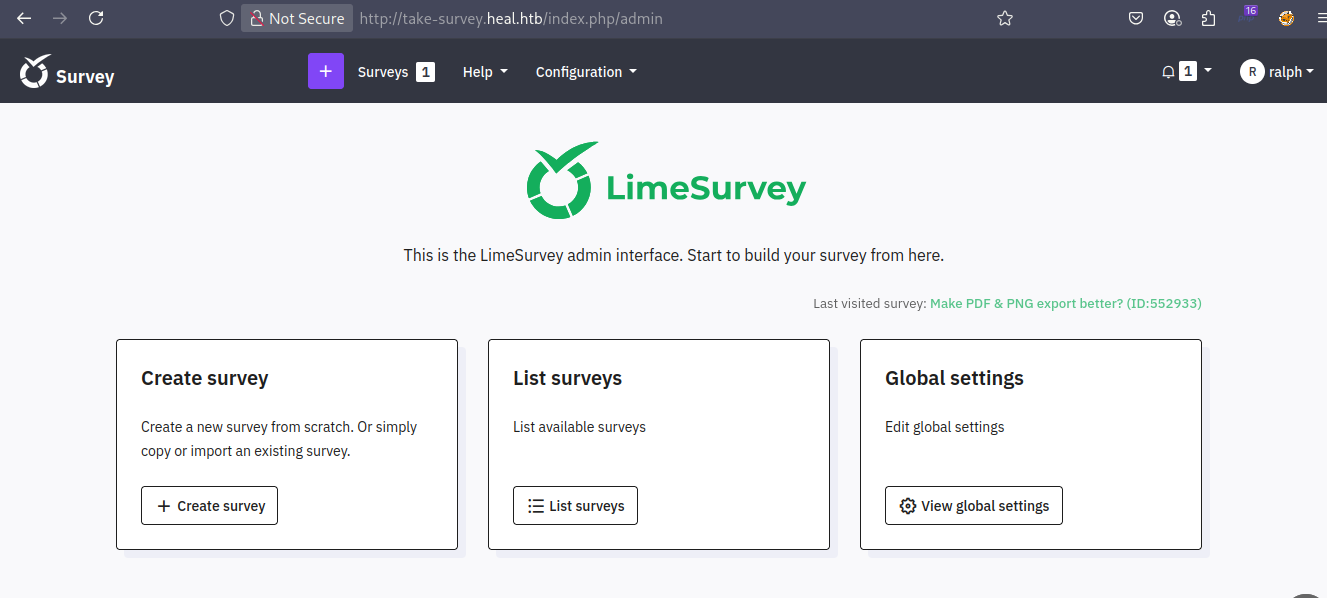 Not Secure http://take-survey.heal.htb/index.php/admin 16
Survey + Surveys 1 Help Configuration 1 R ralph
LimeSurvey
This is the LimeSurvey admin interface. Start to build your survey from here.
Last visited survey: Make PDF & PNG export better? (ID:552933)
Create survey
Create a new survey from scratch. Or simply
copy or import an existing survey.
+ Create survey
List surveys
List available surveys
List surveys
Global settings
Edit global settings
View global settings